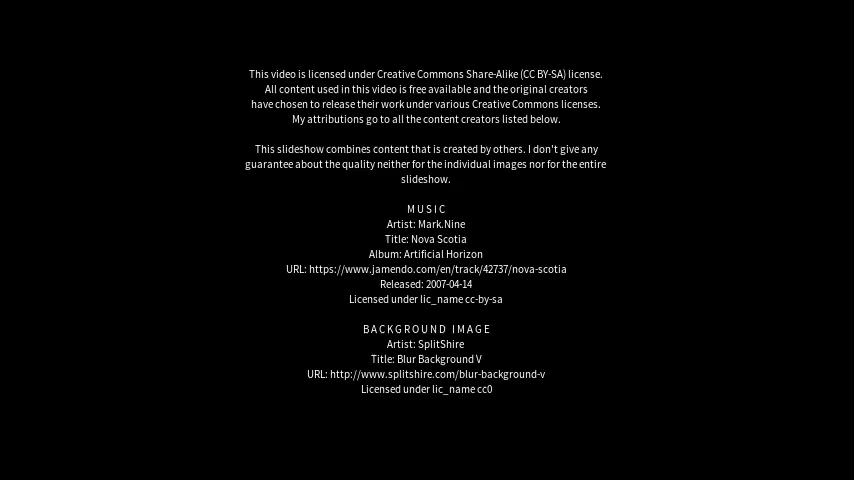 This video is licensed under Creative Commons Share-Alike (CC BY-SA) license.
All content used in this video is free available and the original creators
have chosen to release their work under various Creative Commons licenses.
My attributions go to all the content creators listed below.
This slideshow combines content that is created by others. I don't give any
guarantee about the quality neither for the individual images nor for the entire
slideshow.
MUSIC
Artist: Mark.Nine
Title: Nova Scotia
Album: Artificial Horizon
URL: https://www.jamendo.com/en/track/42737/nova-scotia
Released: 2007-04-14
Licensed under lic_name cc-by-sa
BACKGROUND IMAGE
Artist: SplitShire
Title: Blur Background V
URL: http://www.splitshire.com/blur-background-v
Licensed under lic_name cc0